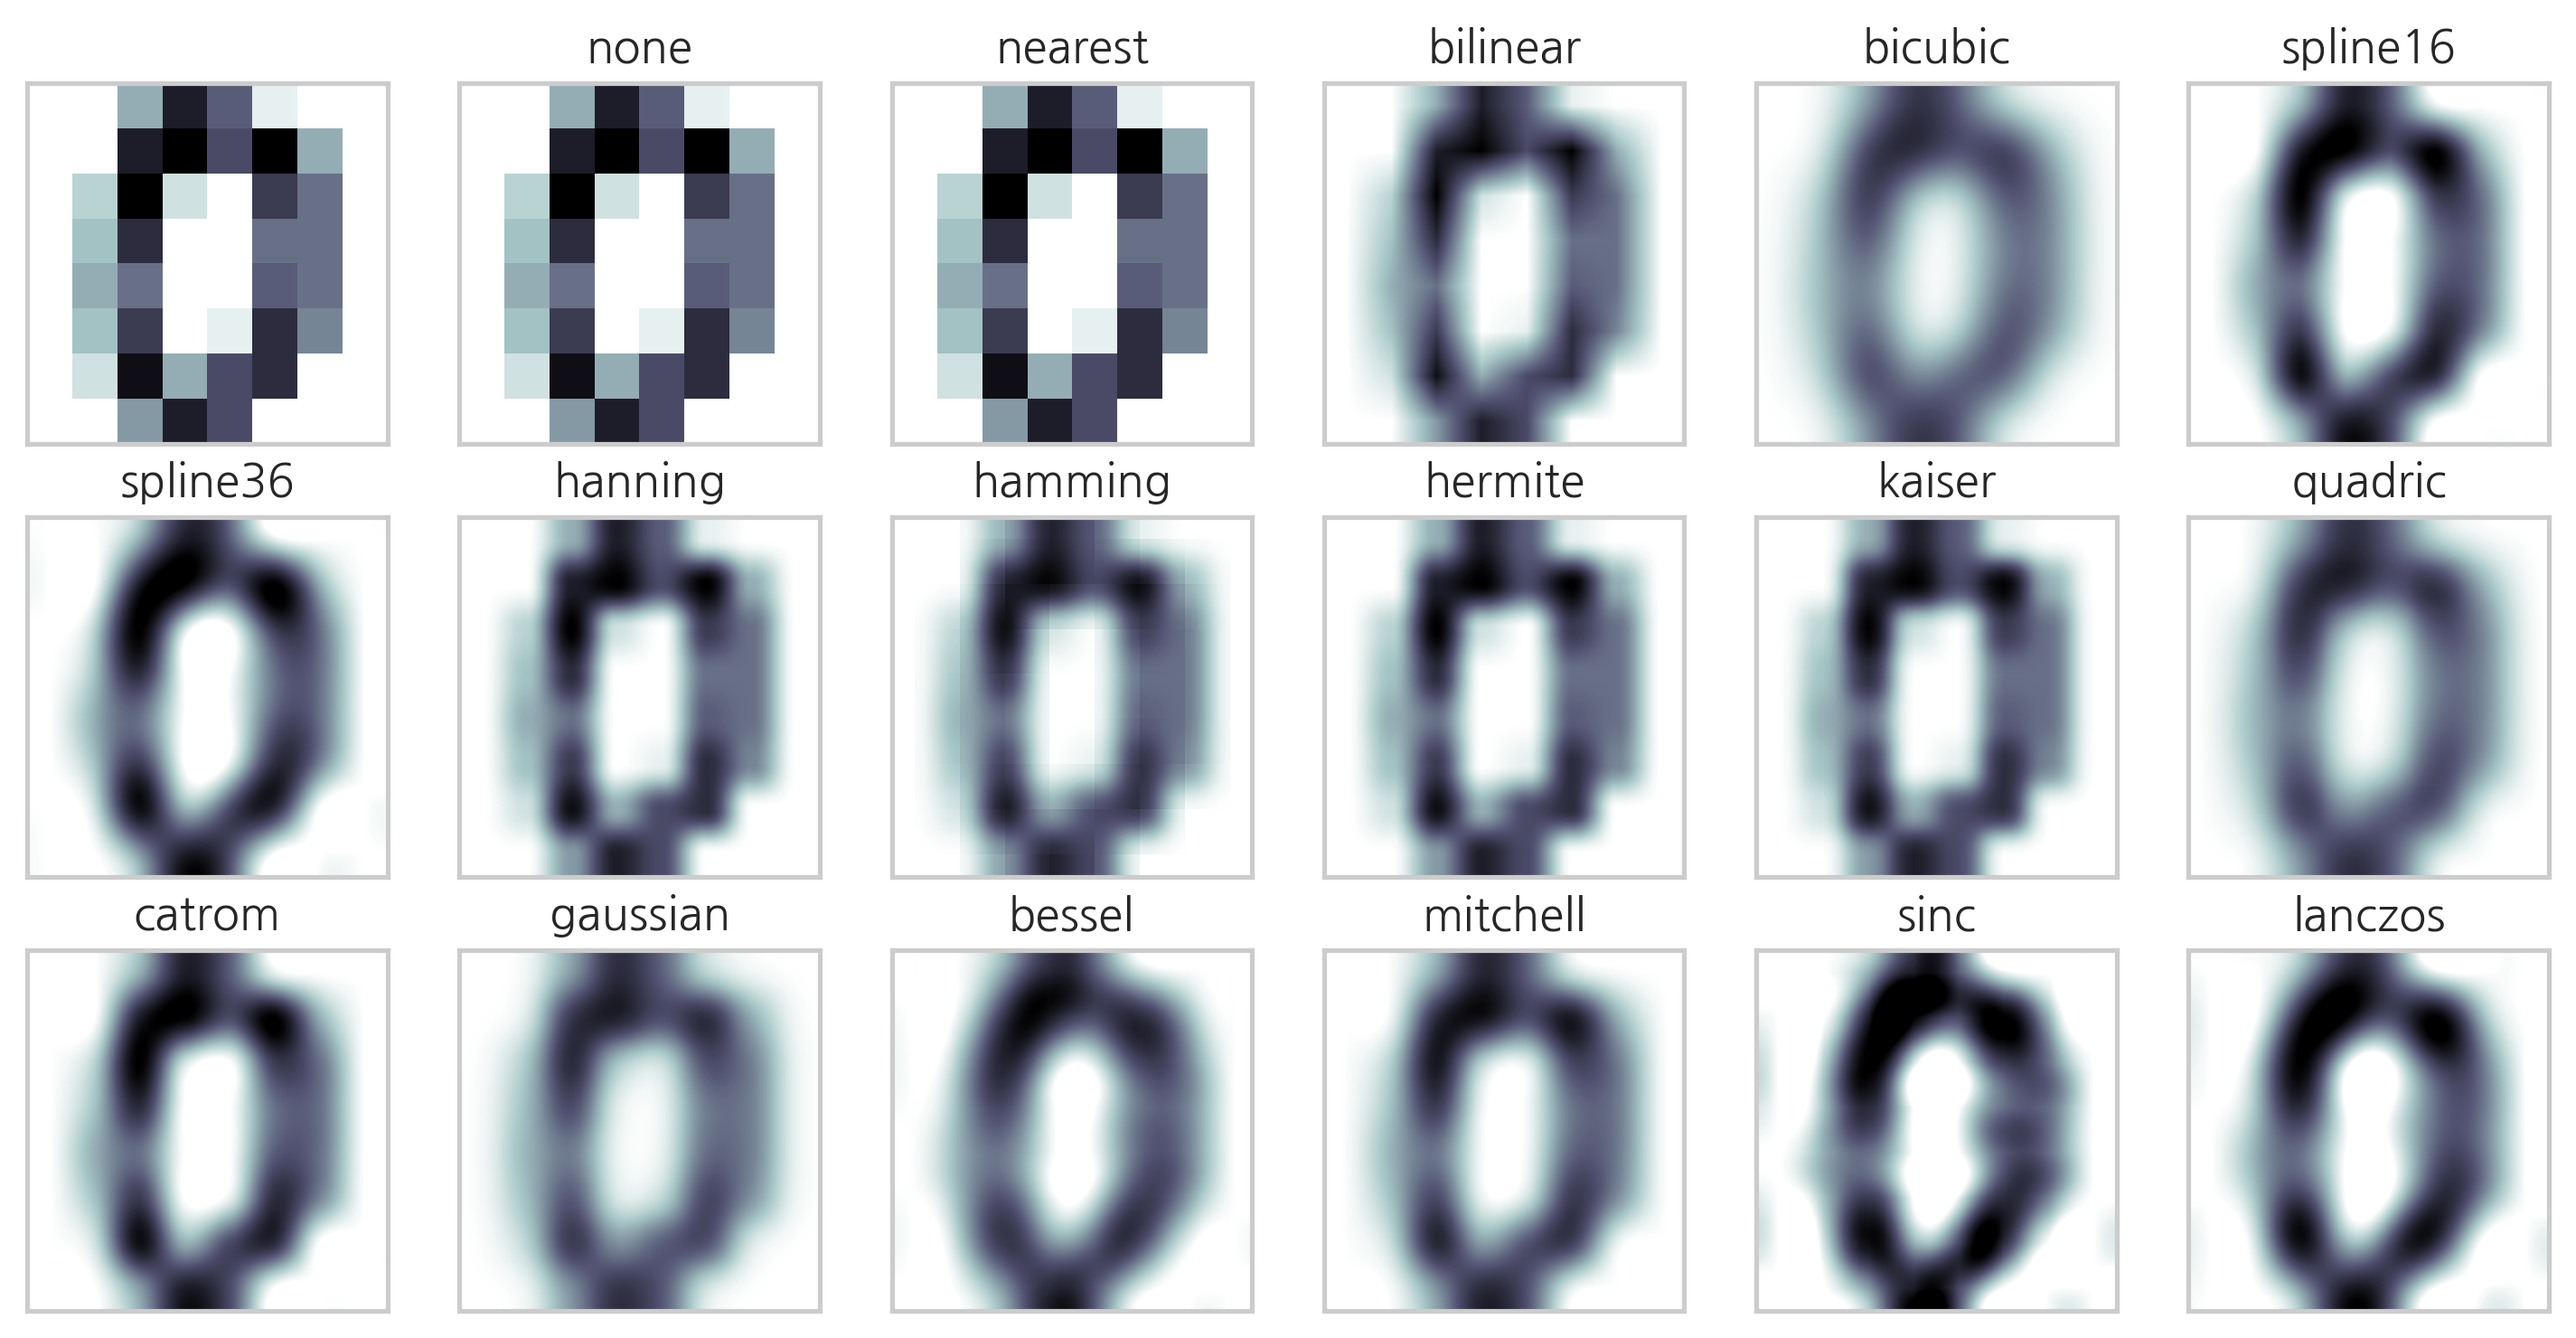 none nearest bilinear bicubic spline16
spline36 hanning hamming hermite kaiser quadric
catrom gaussian bessel mitchell sinc lanczos